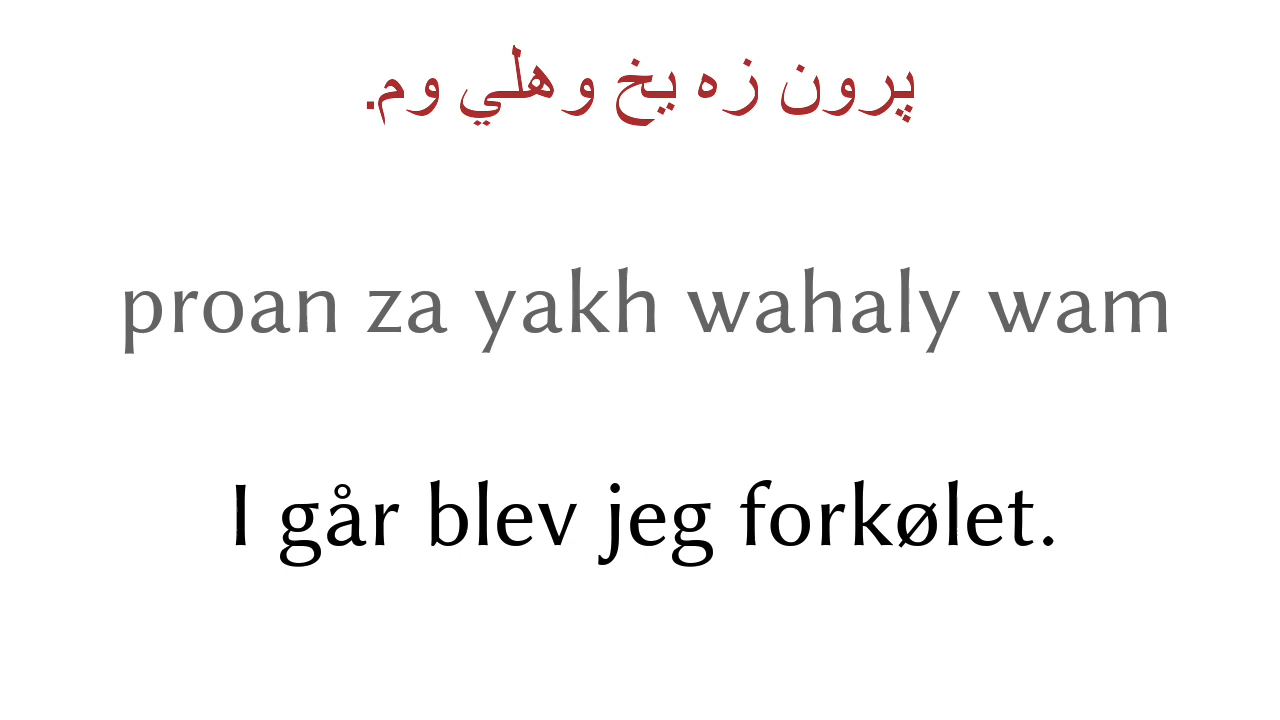 پرون زه یخ وهلي وم.
proan za yakh wahaly wam
I går blev jeg forkølet.